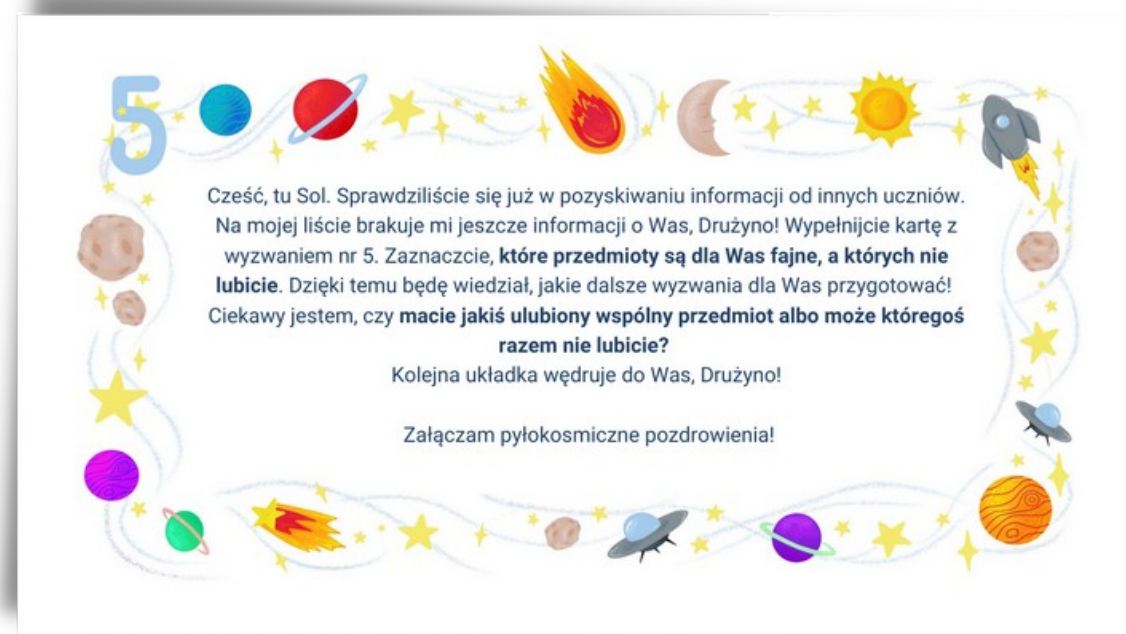 5
Cześć, tu Sol. Sprawdziliście się już w pozyskiwaniu informacji od innych uczniów.
Na mojej liście brakuje mi jeszcze informacji o Was, Drużyno! Wypełnijcie kartę z
wyzwaniem nr 5. Zaznaczcie, które przedmioty są dla Was fajne, a których nie
lubicie. Dzięki temu będę wiedział, jakie dalsze wyzwania dla Was przygotować!
Ciekawy jestem, czy macie jakiś ulubiony wspólny przedmiot albo może któregoś
razem nie lubicie?
Kolejna układka wędruje do Was, Drużyno!
Załączam pyłokosmiczne pozdrowienia!